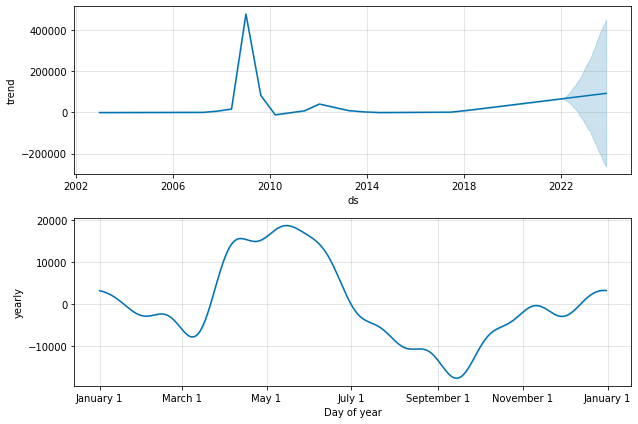 400000
200000
0
−200000
trend
2002 2006 2010 2014 2018 2022
ds
20000
10000
0
−10000
yearly
January 1 March 1 May 1 July 1 September 1 November 1 January 1
Day of year